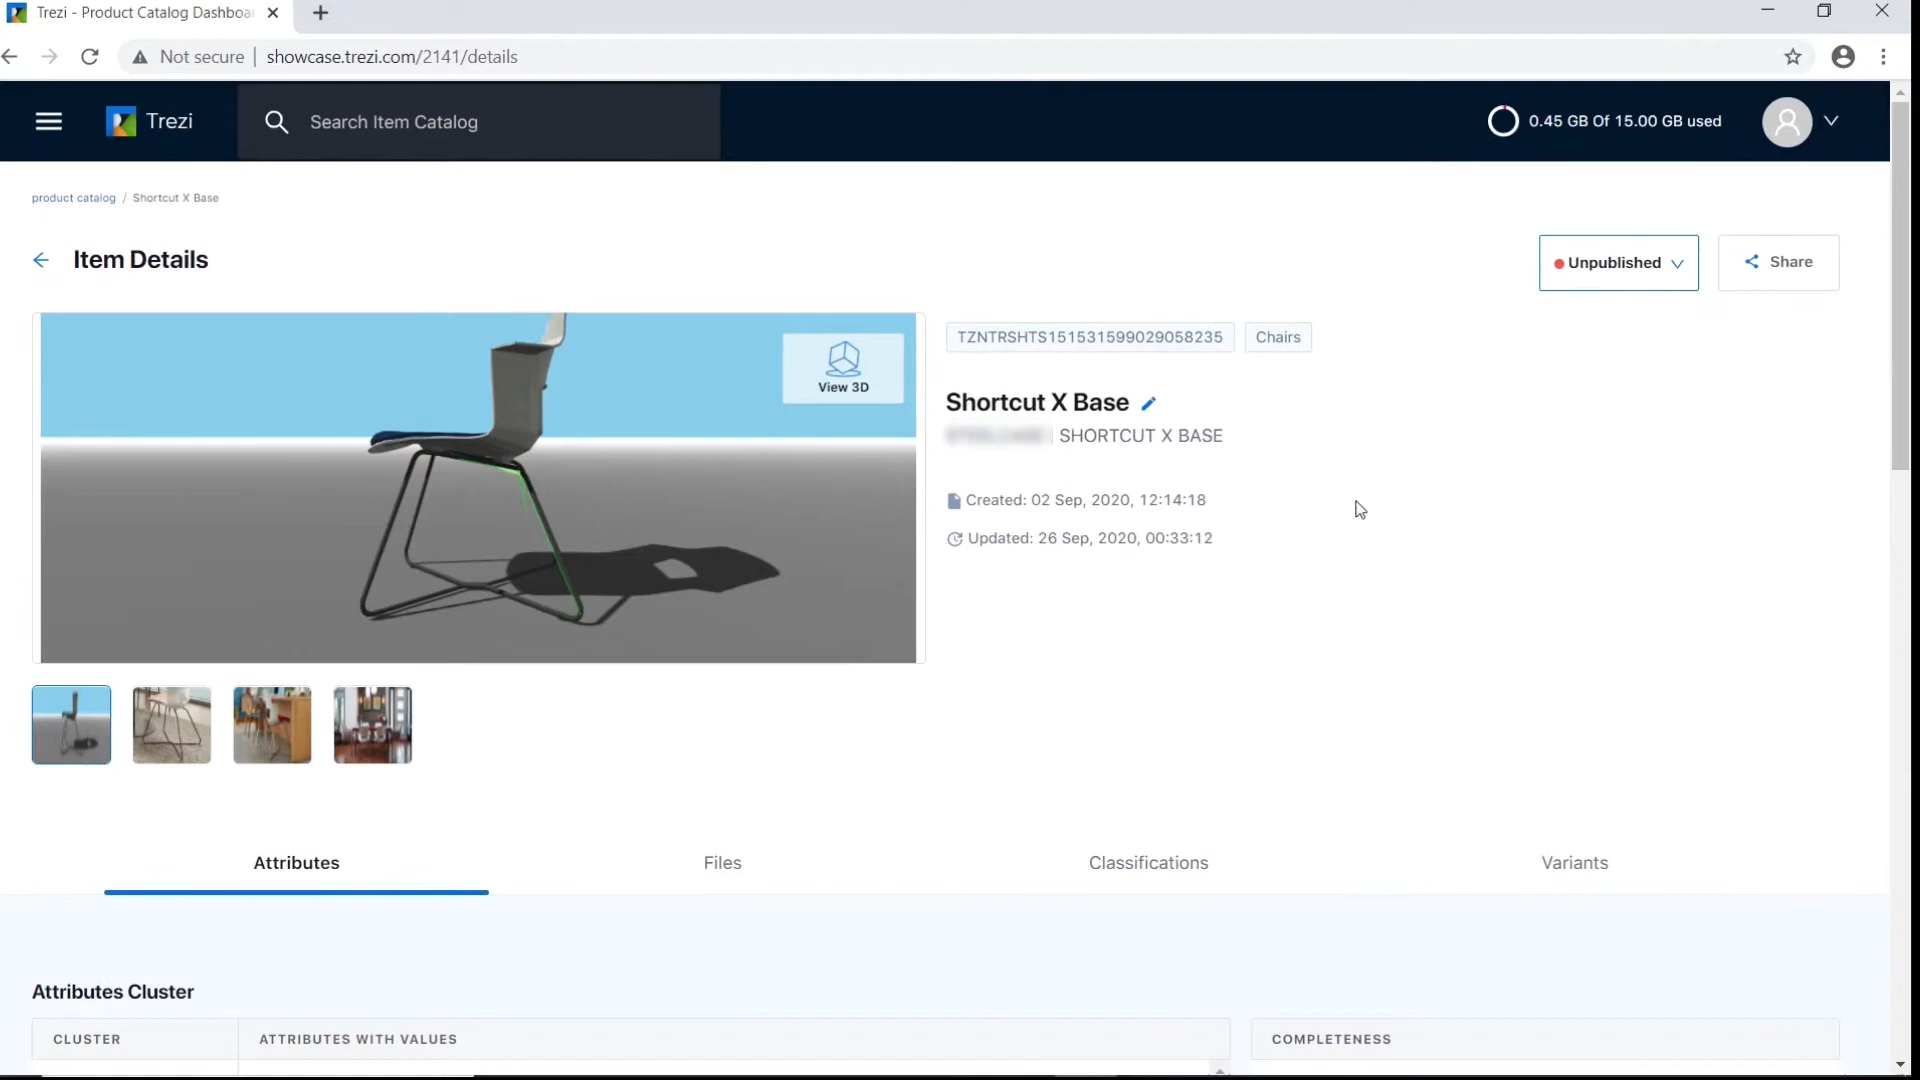 Trezi - Product Catalog Dashboa
Not secure | showcase.trezi.com/2141/details
Trezi
Search Item Catalog
0.45 GB Of 15.00 GB used
product catalog / Shortcut X Base
Item Details
Unpublished
Share
View 3D
TZNTRSHTS151531599029058235
Chairs
Shortcut X Base
SHORTCUT X BASE
Created: 02 Sep, 2020, 12:14:18
Updated: 26 Sep, 2020, 00:33:12
Attributes
Files
Classifications
Variants
Attributes Cluster
CLUSTER
ATTRIBUTES WITH VALUES
COMPLETENESS